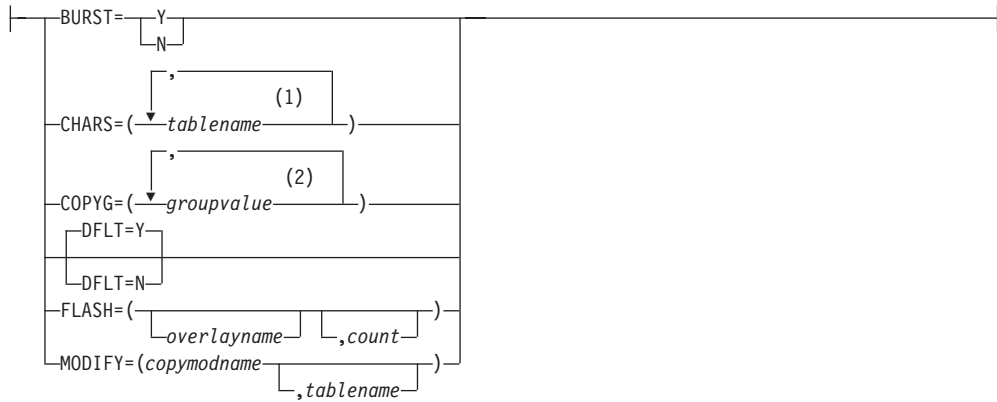 BURST= Y
N
,
(1)
CHARS=( tablename )
,
(2)
COPYG=( groupvalue )
DFLT=Y
DFLT=N
FLASH=( )
overlayname ,count
MODIFY=(copymodname )
,tablename